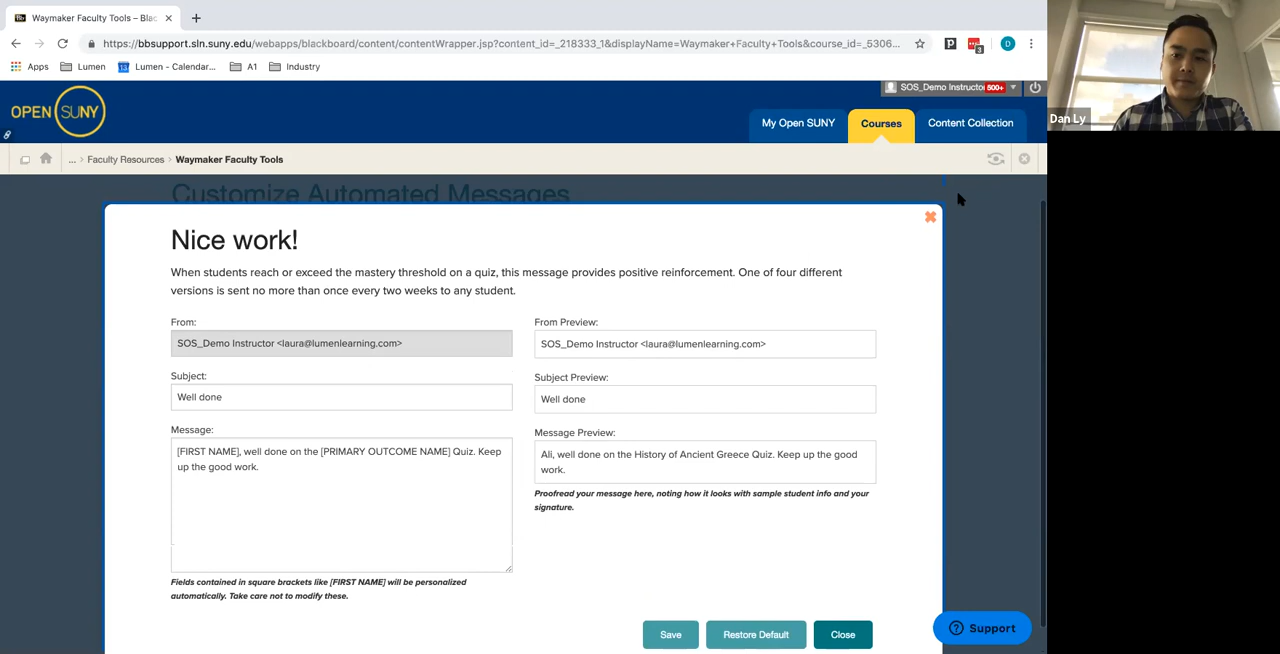 Waymaker Faculty Tools – Blac
https://bbsupport.sln.suny.edu/webapps/blackboard/content/contentWrapper.jsp?content_id=_218333_1&displayName=Waymaker+Faculty+Tools&course_id=_5306...
Apps Lumen Lumen - Calendar... A1 Industry
OPEN SUNY
SOS_Demo Instructor 500+
My Open SUNY Courses Content Collection
... Faculty Resources Waymaker Faculty Tools
Customize Automated Messages
Nice work!
When students reach or exceed the mastery threshold on a quiz, this message provides positive reinforcement. One of four different
versions is sent no more than once every two weeks to any student.
From:
SOS_Demo Instructor <laura@lumenlearning.com>
From Preview:
SOS_Demo Instructor <laura@lumenlearning.com>
Subject:
Well done
Subject Preview:
Well done
Message:
[FIRST NAME], well done on the [PRIMARY OUTCOME NAME] Quiz. Keep
up the good work.
Message Preview:
Ali, well done on the History of Ancient Greece Quiz. Keep up the good
work.
Proofread your message here, noting how it looks with sample student info and your
signature.
Fields contained in square brackets like [FIRST NAME] will be personalized
automatically. Take care not to modify these.
Save Restore Default Close
Support
Dan Ly